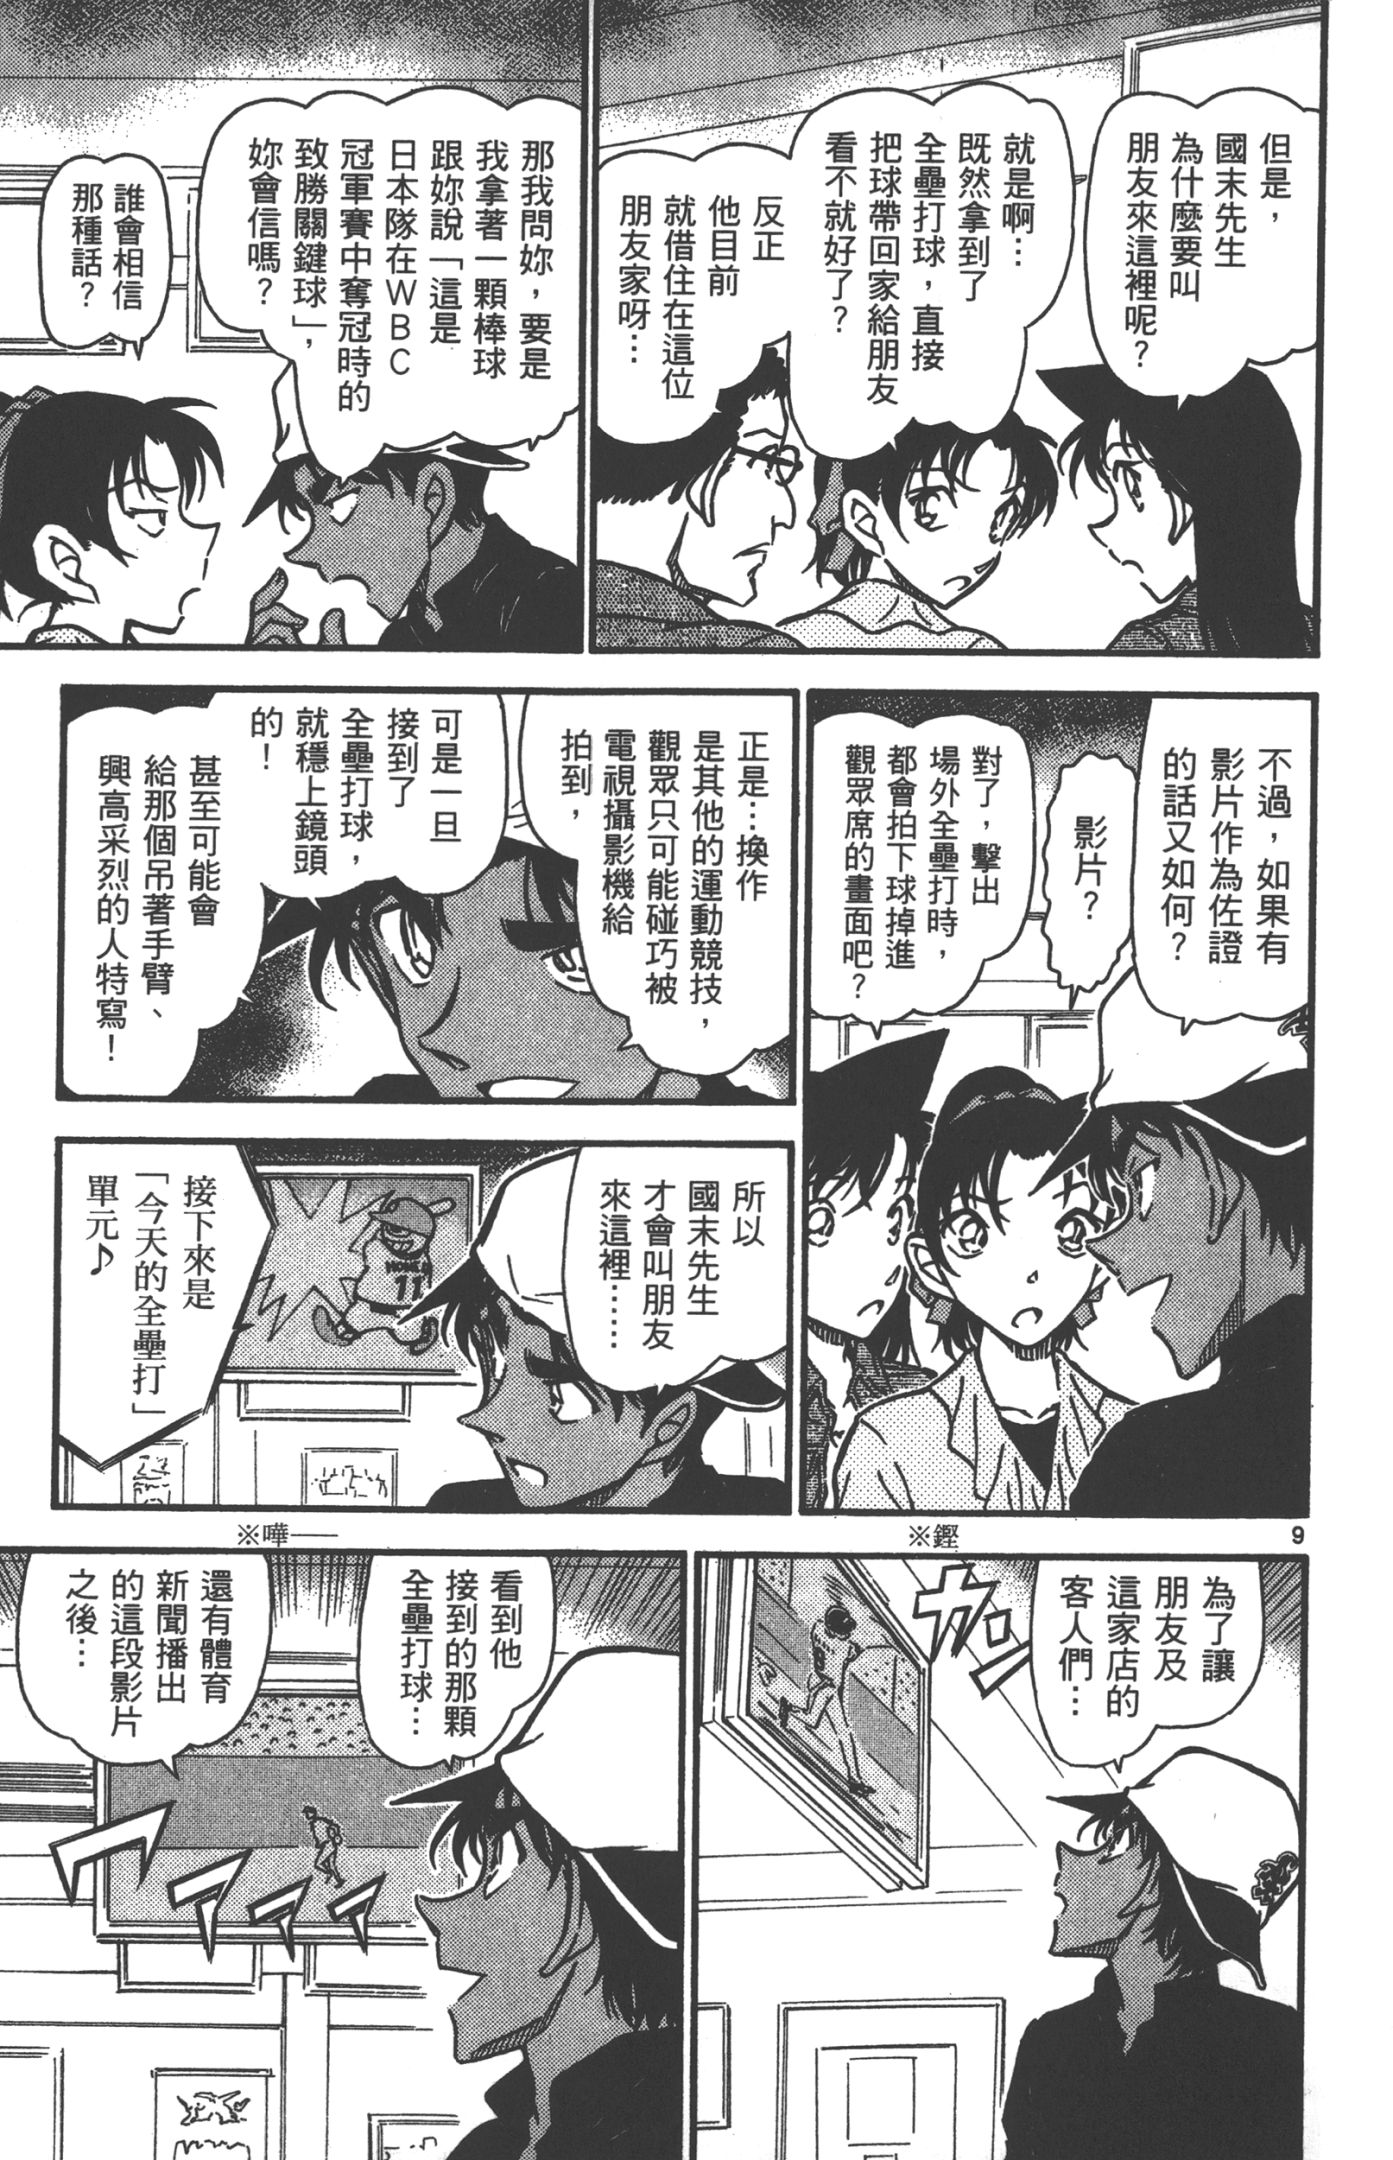 但是，
國末先生
為什麼要叫
朋友來這裡呢？
就是啊…
既然拿到了
全壘打球，直接
把球帶回家給朋友
看不就好了？
反正
他目前
就借住在這位
朋友家呀…
那我問妳，要是
我拿著一顆棒球
跟妳說「這是
日本隊在WBC
冠軍賽中奪冠時的
致勝關鍵球」，
妳會信嗎？
誰會相信
那種話？
不過，如果有
影片作為佐證
的話又如何？
影片？
對了，擊出
場外全壘打時，
都會拍下球掉進
觀眾席的畫面吧？
正是…換作
是其他的運動競技，
觀眾只可能碰巧被
電視攝影機給
拍到，
可是一旦
接到了
全壘打球，
就穩上鏡頭
的！
甚至可能會
給那個吊著手臂、
興高采烈的人特寫！
所以
國末先生
才會叫朋友
來這裡……
11
接下來是
「今天的全壘打」
單元♪
9
※鏗
為了讓
朋友及
這家店的
客人們…
カン
※嘩──
看到他
接到的那顆
全壘打球…
還有體育
新聞播出
的這段影片
之後…
ワァァァ